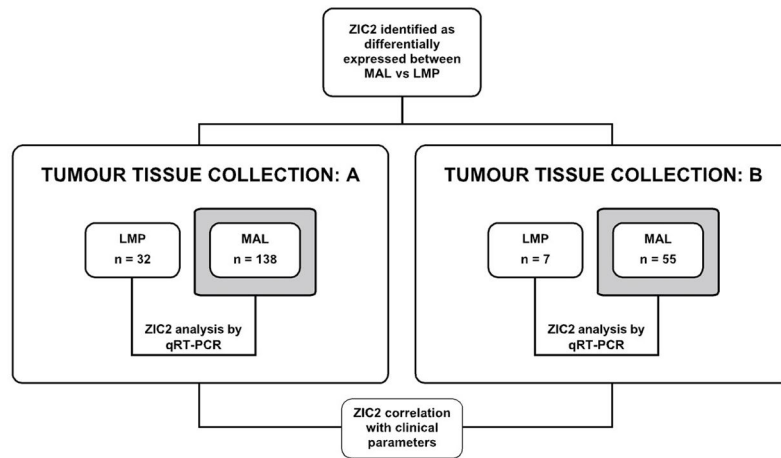 ZIC2 identified as
differentially
expressed between
MAL vs LMP
TUMOUR TISSUE COLLECTION: A
LMP
n = 32
MAL
n = 138
ZIC2 analysis by
qRT-PCR
TUMOUR TISSUE COLLECTION: B
LMP
n = 7
MAL
n = 55
ZIC2 analysis by
qRT-PCR
ZIC2 correlation
with clinical
parameters